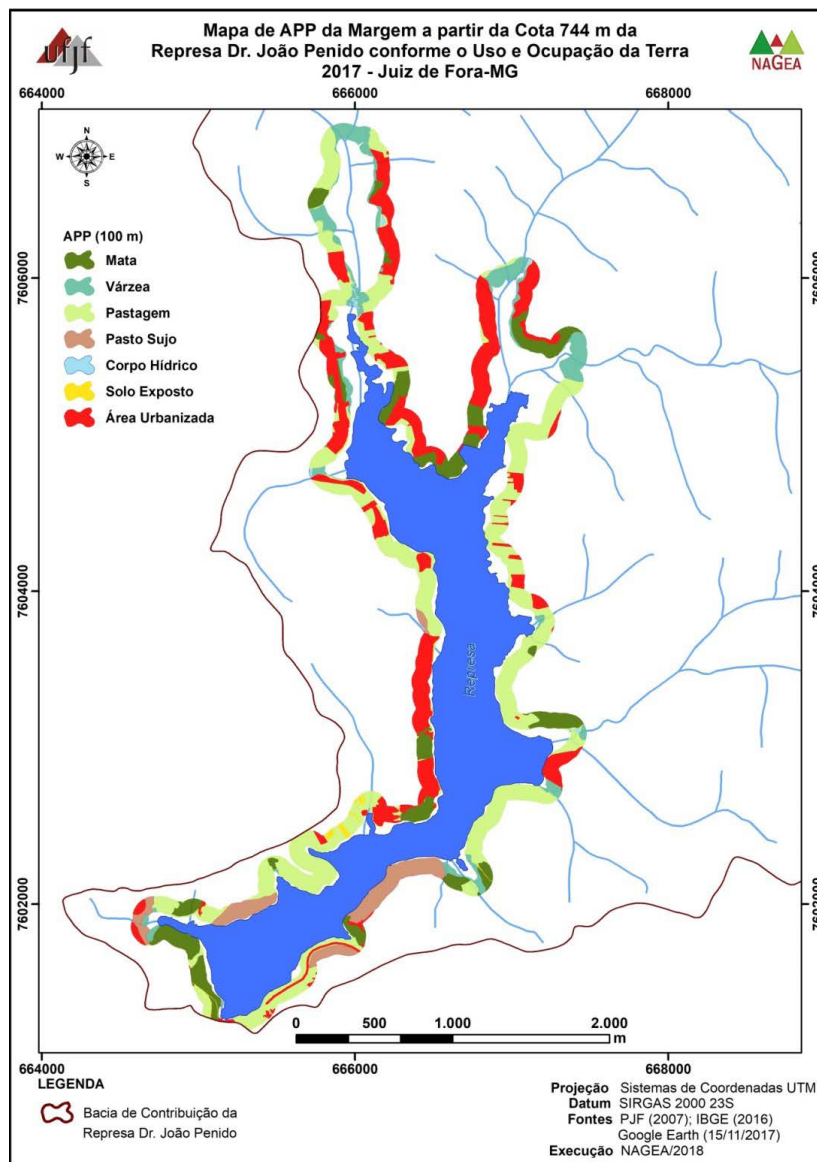 ufjf
Mapa de APP da Margem a partir da Cota 744 m da
Represa Dr. João Penido conforme o Uso e Ocupação da Terra
2017 - Juiz de Fora-MG
NAGEA
664000 666000 668000
N
W E
S
APP (100 m)
Mata
Várzea
Pastagem
Pasto Sujo
Corpo Hídrico
Solo Exposto
Área Urbanizada
7606000 7606000
7604000 7604000
Represa
7602000 7602000
0 500 1.000 2.000
m
664000 666000 668000
LEGENDA
Bacia de Contribuição da
Represa Dr. João Penido
Projeção Sistemas de Coordenadas UTM
Datum SIRGAS 2000 23S
Fontes PJF (2007); IBGE (2016)
Google Earth (15/11/2017)
Execução NAGEA/2018